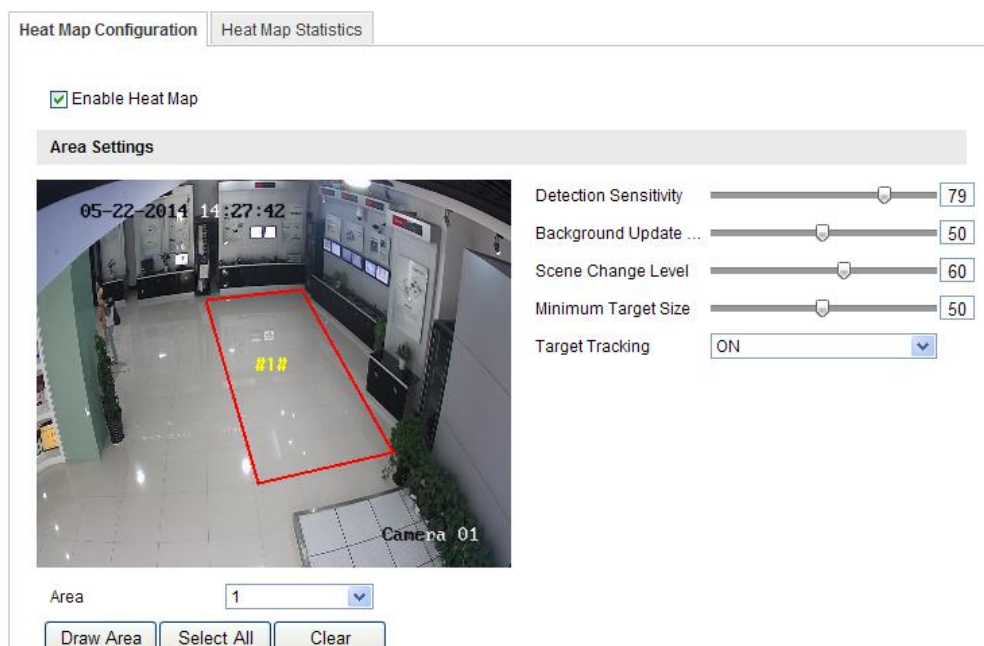 Heat Map Configuration
Heat Map Statistics
Enable Heat Map
Area Settings
05-22-2014 14:27:42
#1#
Camera 01
Detection Sensitivity 79
Background Update ... 50
Scene Change Level 60
Minimum Target Size 50
Target Tracking ON
Area 1
Draw Area Select All Clear